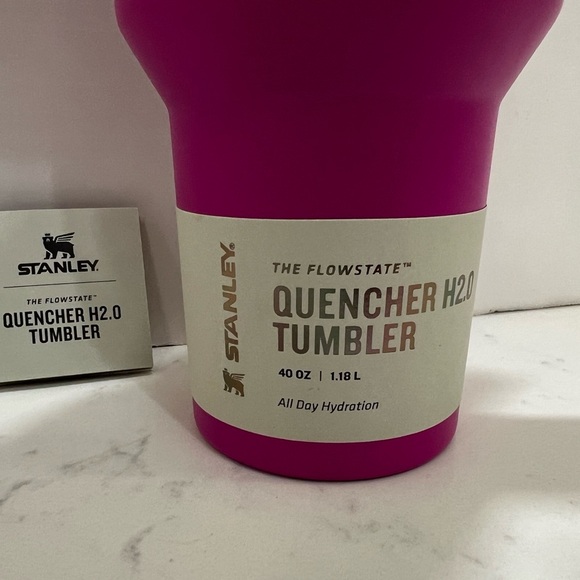 STANLEY.
THE FLOWSTATE™
QUENCHER H2.0
TUMBLER
STANLEY®
THE FLOWSTATE™
QUENCHER H2.0
TUMBLER
40 OZ | 1.18 L
All Day Hydration